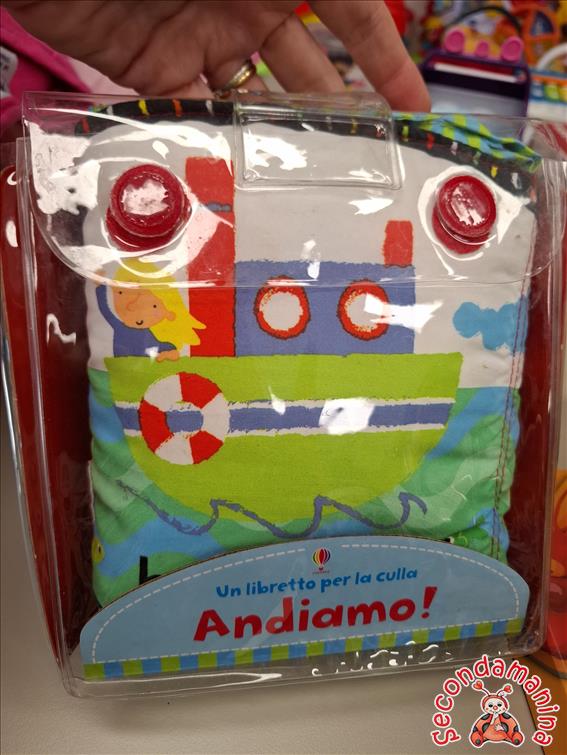 Un libretto per la culla
Andiamo!
Secondamanina